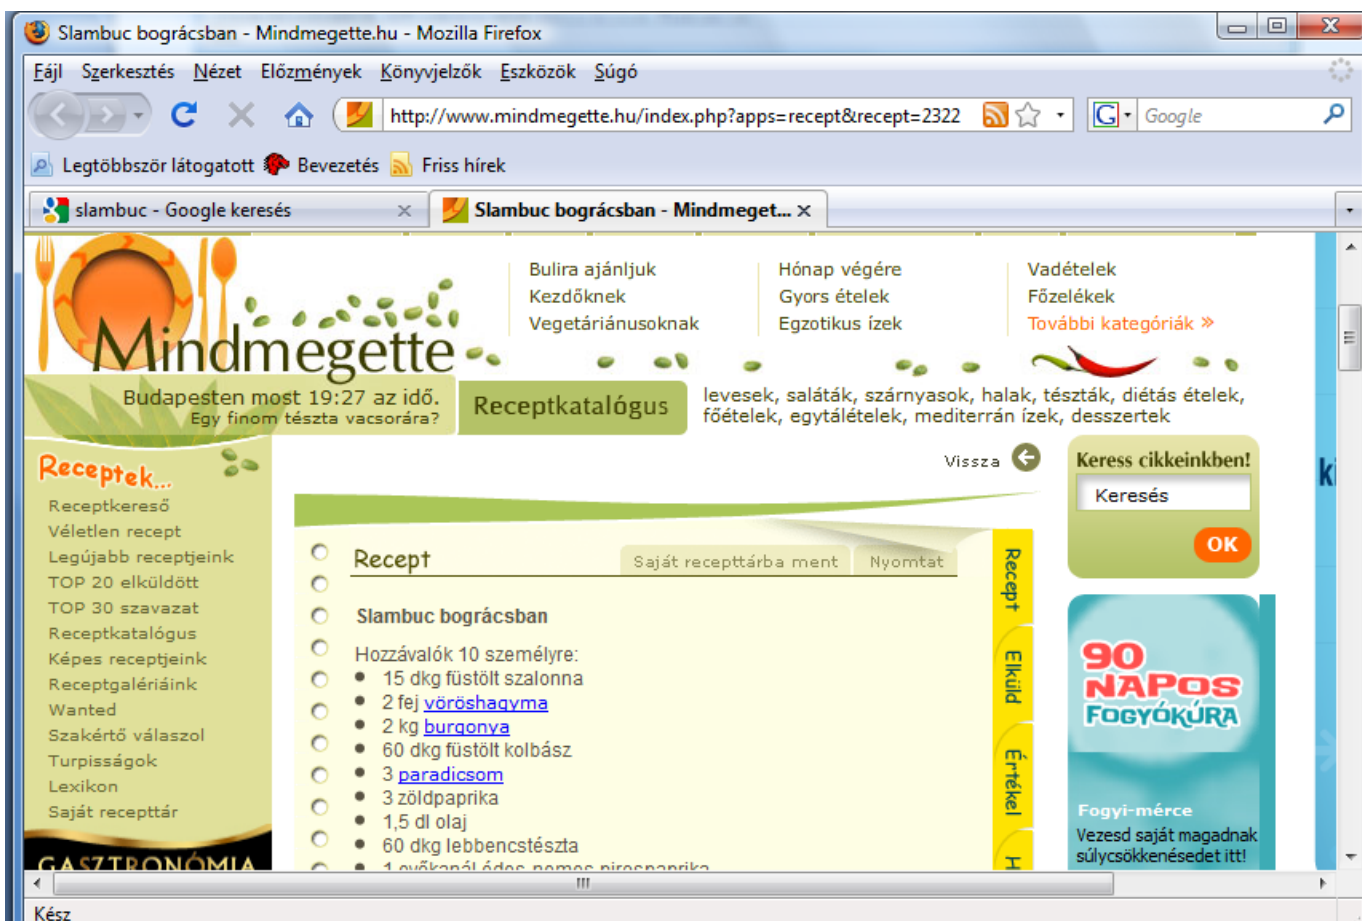 Slambuc bográcsban - Mindmegette.hu - Mozilla Firefox
Fájl Szerkesztés Nézet Előzmények Könyvjelzők Eszközök Súgó
http://www.mindmegette.hu/index.php?apps=recept&recept=2322
Google
Legtöbbször látogatott Bevezetés Friss hírek
slambuc - Google keresés
Slambuc bográcsban - Mindmeget...
Mindmegette
Bulira ajánljuk
Kezdőknek
Vegetáriánusoknak
Hónap végére
Gyors ételek
Egzotikus ízek
Vadételek
Főzelékek
További kategóriák »
Budapesten most 19:27 az idő.
Egy finom tészta vacsorára?
Receptkatalógus
levesek, saláták, szárnyasok, halak, tészták, diétás ételek,
főételek, egytálételek, mediterrán ízek, desszertek
Receptek...
Receptkereső
Véletlen recept
Legújabb receptjeink
TOP 20 elküldött
TOP 30 szavazat
Receptkatalógus
Képes receptjeink
Receptgalériáink
Wanted
Szakértő válaszol
Turpisságok
Lexikon
Saját recepttár
GASZTRONÓMIA
Vissza
Recept
Saját recepttárba ment
Nyomtat
Slambuc bográcsban
Hozzávalók 10 személyre:
• 15 dkg füstölt szalonna
• 2 fej vöröshagyma
• 2 kg burgonya
• 60 dkg füstölt kolbász
• 3 paradicsom
• 3 zöldpaprika
• 1,5 dl olaj
• 60 dkg lebbencstészta
• 1 evőkanál édes-nemes pirospaprika
Recept
Elküld
Értékel
H
Keress cikkeinkben!
Keresés
OK
90
NAPOS
FOGYÓKÚRA
Fogyi-mérce
Vezesd saját magadnak
súlycsökkenésedet itt!
ki
Kész